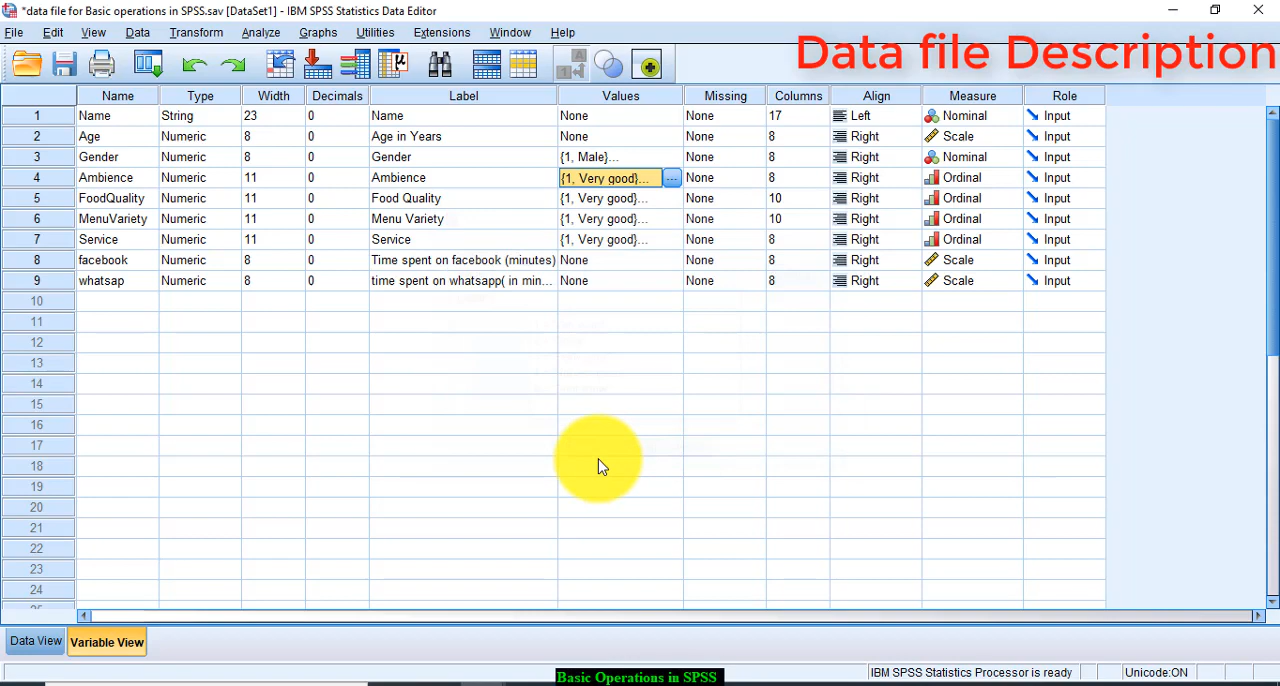 *data file for Basic operations in SPSS.sav [DataSet1] - IBM SPSS Statistics Data Editor
File Edit View Data Transform Analyze Graphs Utilities Extensions Window Help
Data file Description
Name Type Width Decimals Label Values Missing Columns Align Measure Role
1 Name String 23 0 Name None None 17 Left Nominal Input
2 Age Numeric 8 0 Age in Years None None 8 Right Scale Input
3 Gender Numeric 8 0 Gender {1, Male}... None 8 Right Nominal Input
4 Ambience Numeric 11 0 Ambience {1, Very good}... ... None 8 Right Ordinal Input
5 FoodQuality Numeric 11 0 Food Quality {1, Very good}... None 10 Right Ordinal Input
6 MenuVariety Numeric 11 0 Menu Variety {1, Very good}... None 10 Right Ordinal Input
7 Service Numeric 11 0 Service {1, Very good}... None 8 Right Ordinal Input
8 facebook Numeric 8 0 Time spent on facebook (minutes) None None 8 Right Scale Input
9 whatsap Numeric 8 0 time spent on whatsapp( in min... None None 8 Right Scale Input
10
11
12
13
14
15
16
17
18
19
20
21
22
23
24
Data View Variable View
IBM SPSS Statistics Processor is ready Unicode:ON
Basic Operations in SPSS